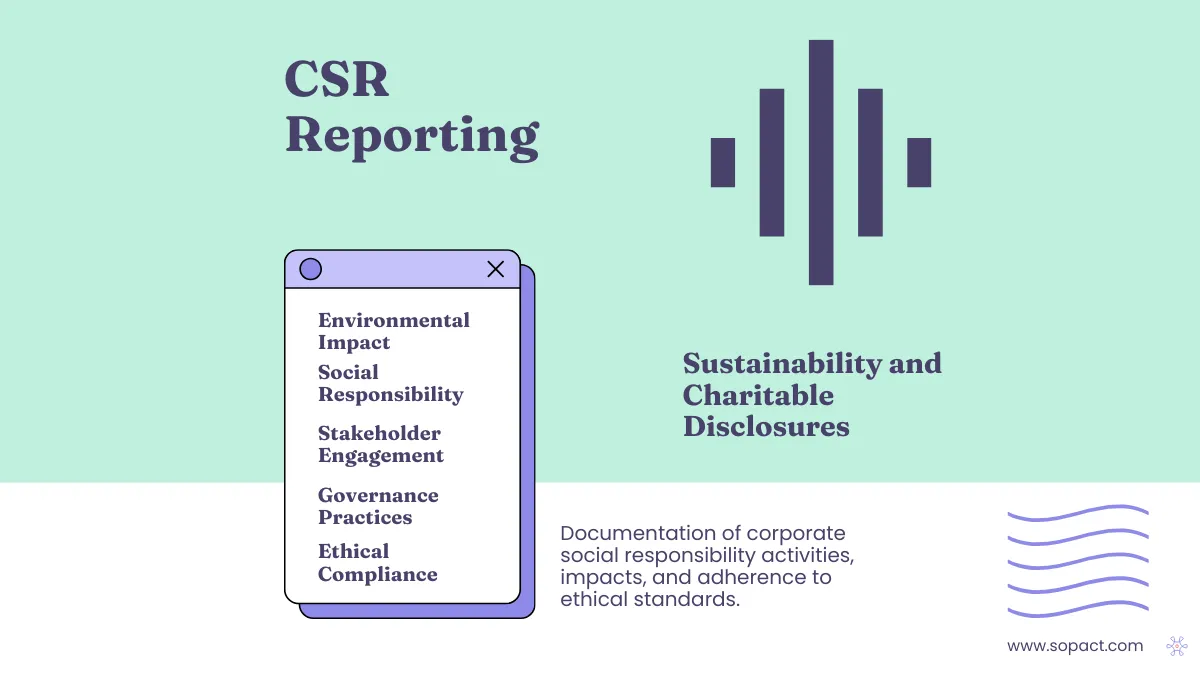 CSR
Reporting
Environmental
Impact
Social
Responsibility
Stakeholder
Engagement
Governance
Practices
Ethical
Compliance
Sustainability and
Charitable
Disclosures
Documentation of corporate
social responsibility activities,
impacts, and adherence to
ethical standards.
www.sopact.com